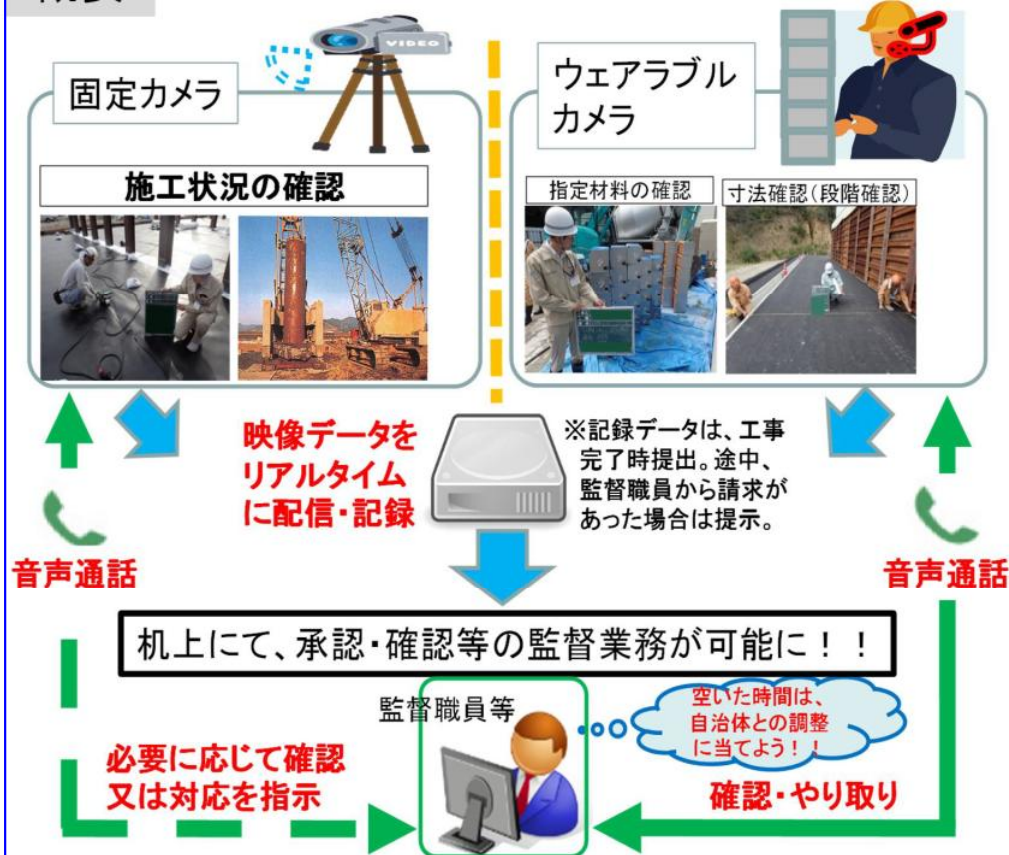 VIDEO
固定カメラ
施工状況の確認
ウェアラブル
カメラ
指定材料の確認
寸法確認(段階確認)
映像データを
リアルタイム
に配信・記録
※記録データは、工事
完了時提出。途中、
監督職員から請求が
あった場合は提示。
音声通話
音声通話
机上にて、承認・確認等の監督業務が可能に！！
監督職員等
空いた時間は、
自治体との調整
に当てよう！！
必要に応じて確認
又は対応を指示
確認・やり取り